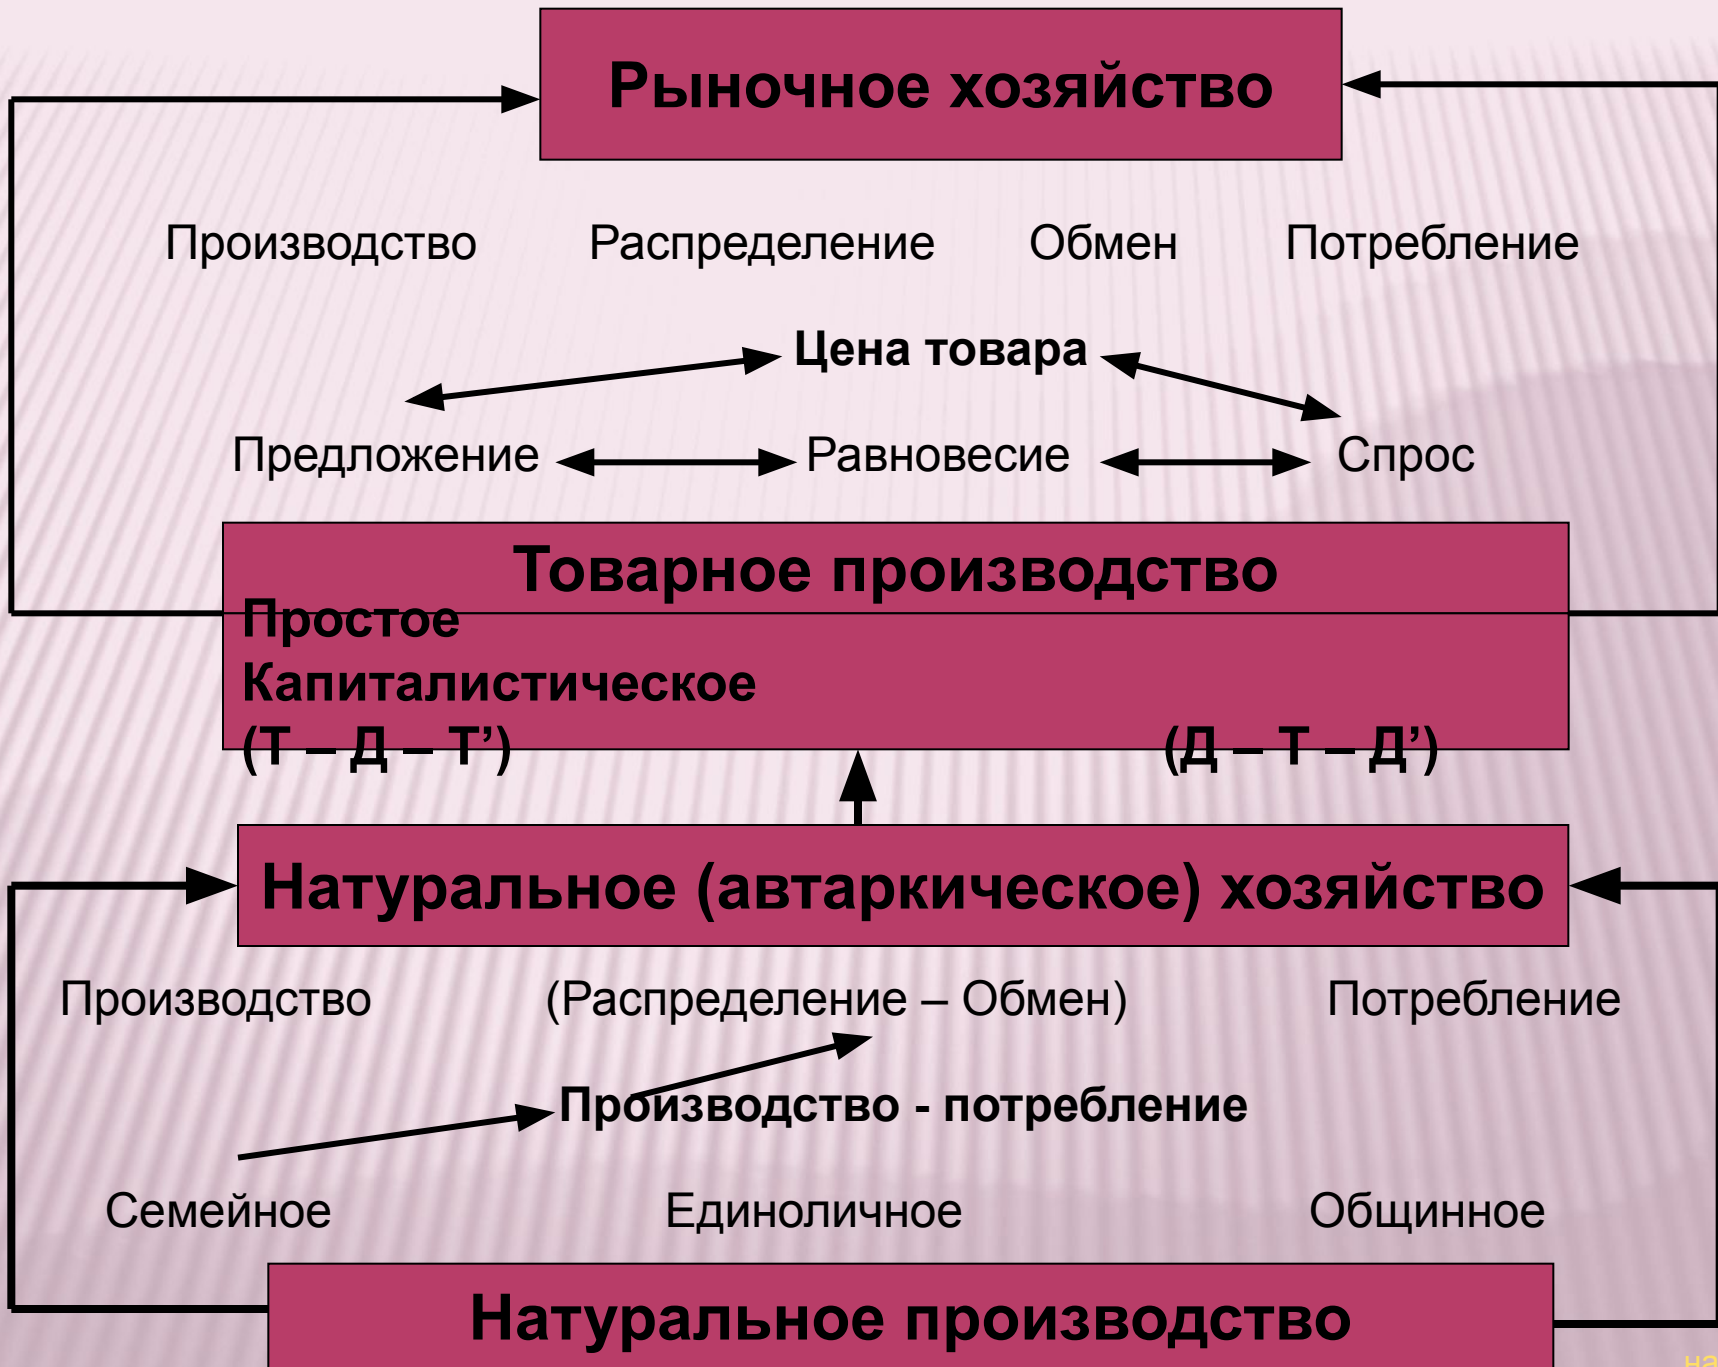 Рыночное хозяйство
Производство Распределение Обмен Потребление
Цена товара
Предложение Равновесие Спрос
Товарное производство
Простое
Капиталистическое
(Т – Д – Т’) (Д – Т – Д’)
Натуральное (автаркическое) хозяйство
Производство (Распределение – Обмен) Потребление
Производство - потребление
Семейное Единоличное Общинное
Натуральное производство